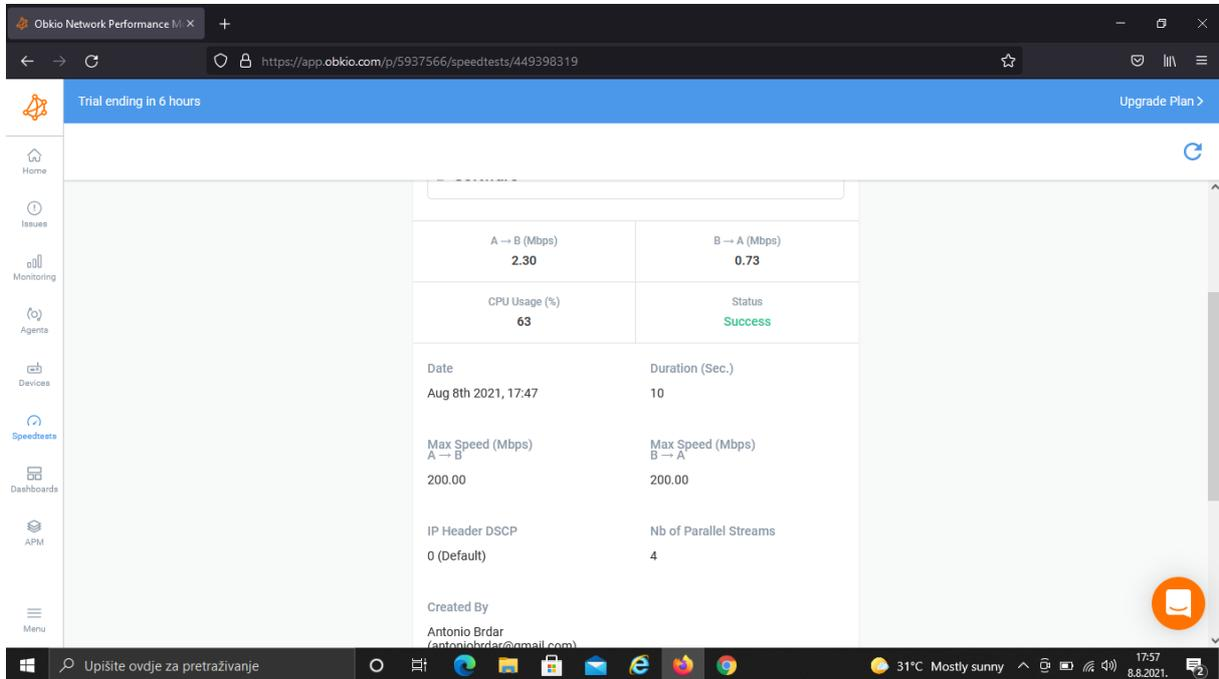 Obkio Network Performance M
https://app.obkio.com/p/5937566/speedtests/449398319
Trial ending in 6 hours
Upgrade Plan >
Home
Issues
Monitoring
Agents
Devices
Speedtests
Dashboards
APM
Menu
A → B (Mbps)
2.30
B → A (Mbps)
0.73
CPU Usage (%)
63
Status
Success
Date
Aug 8th 2021, 17:47
Duration (Sec.)
10
Max Speed (Mbps)
A → B
200.00
Max Speed (Mbps)
B → A
200.00
IP Header DSCP
0 (Default)
Nb of Parallel Streams
4
Created By
Antonio Brdar
(antoniobrdar@gmail.com)
Upišite ovdje za pretraživanje
31°C Mostly sunny
17:57
8.8.2021.
2